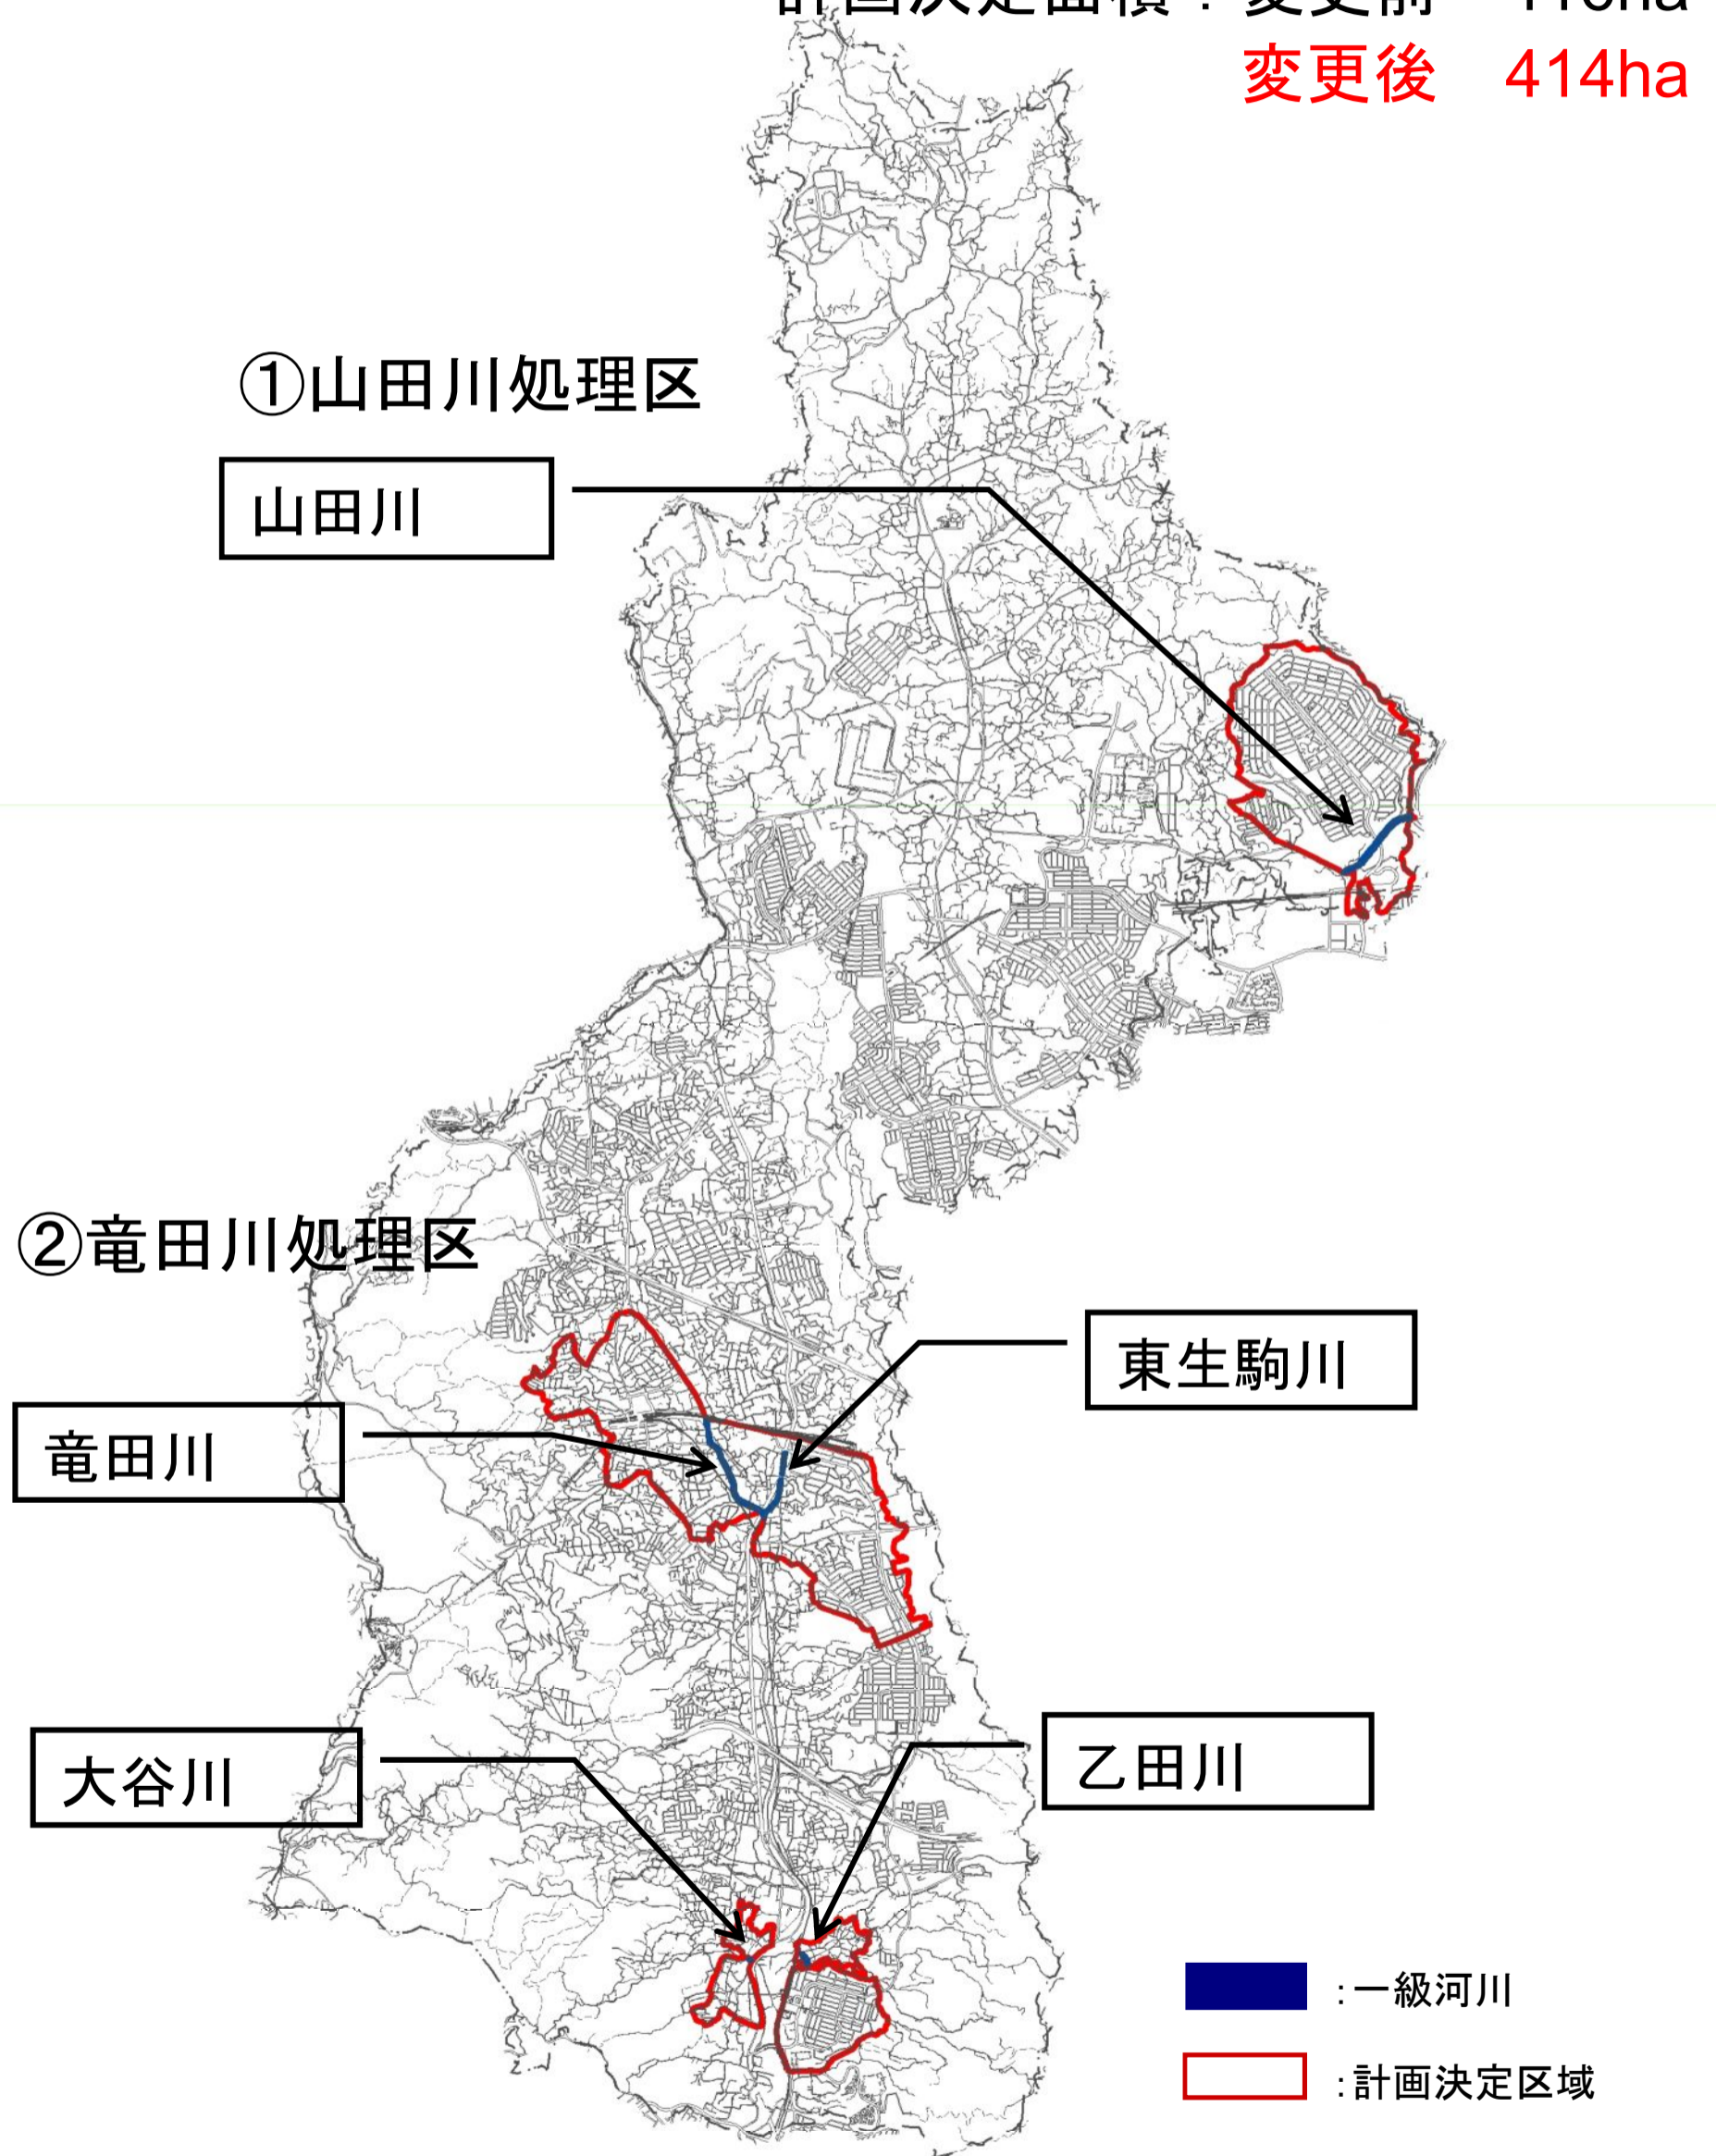 変更後 414ha
①山田川処理区
山田川
②竜田川処理区
東生駒川
竜田川
大谷川
乙田川
:一級河川
:計画決定区域